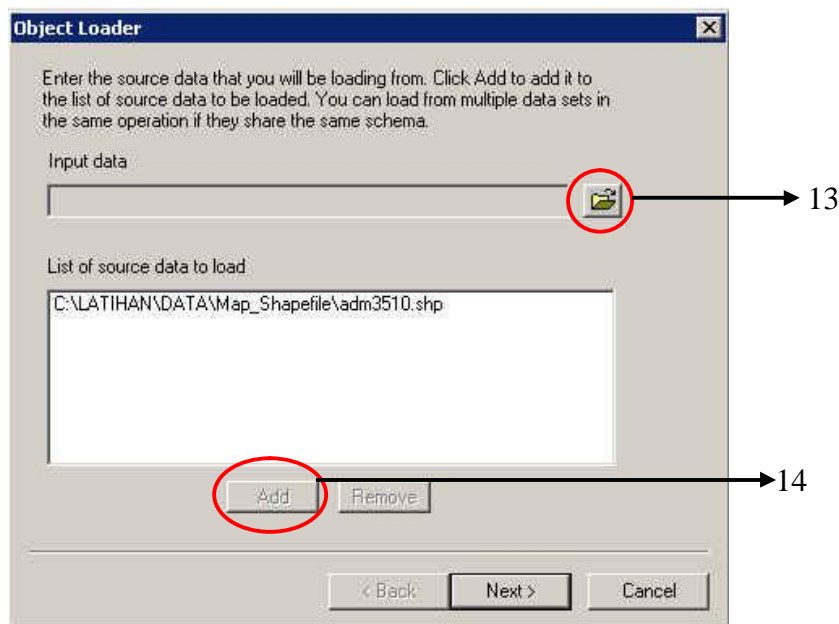 Object Loader
Enter the source data that you will be loading from. Click Add to add it to
the list of source data to be loaded. You can load from multiple data sets in
the same operation if they share the same schema.
Input data
13
List of source data to load
C:\LATIHAN\DATA\Map_Shapefile\adm3510.shp
Add
Remove
14
< Back
Next >
Cancel